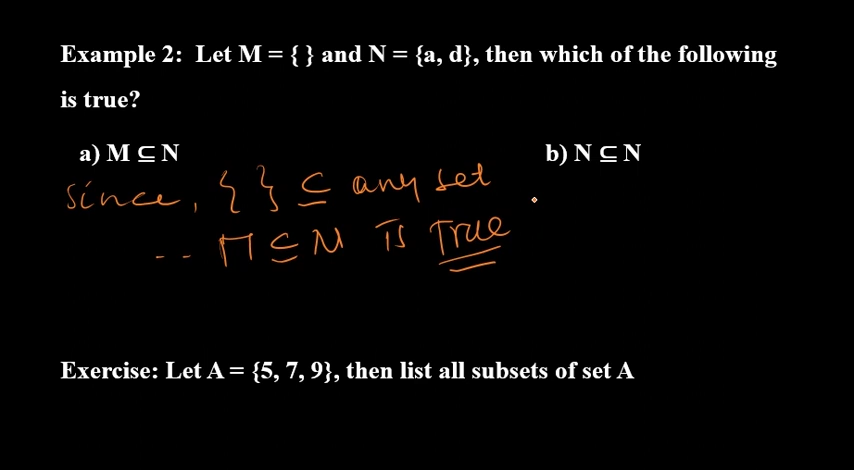 Example 2: Let M = { } and N = {a, d}, then which of the following
is true?
a) M ⊆ N
b) N ⊆ N
since, { } ⊆ any set
∴ M ⊆ N is True
Exercise: Let A = {5, 7, 9}, then list all subsets of set A